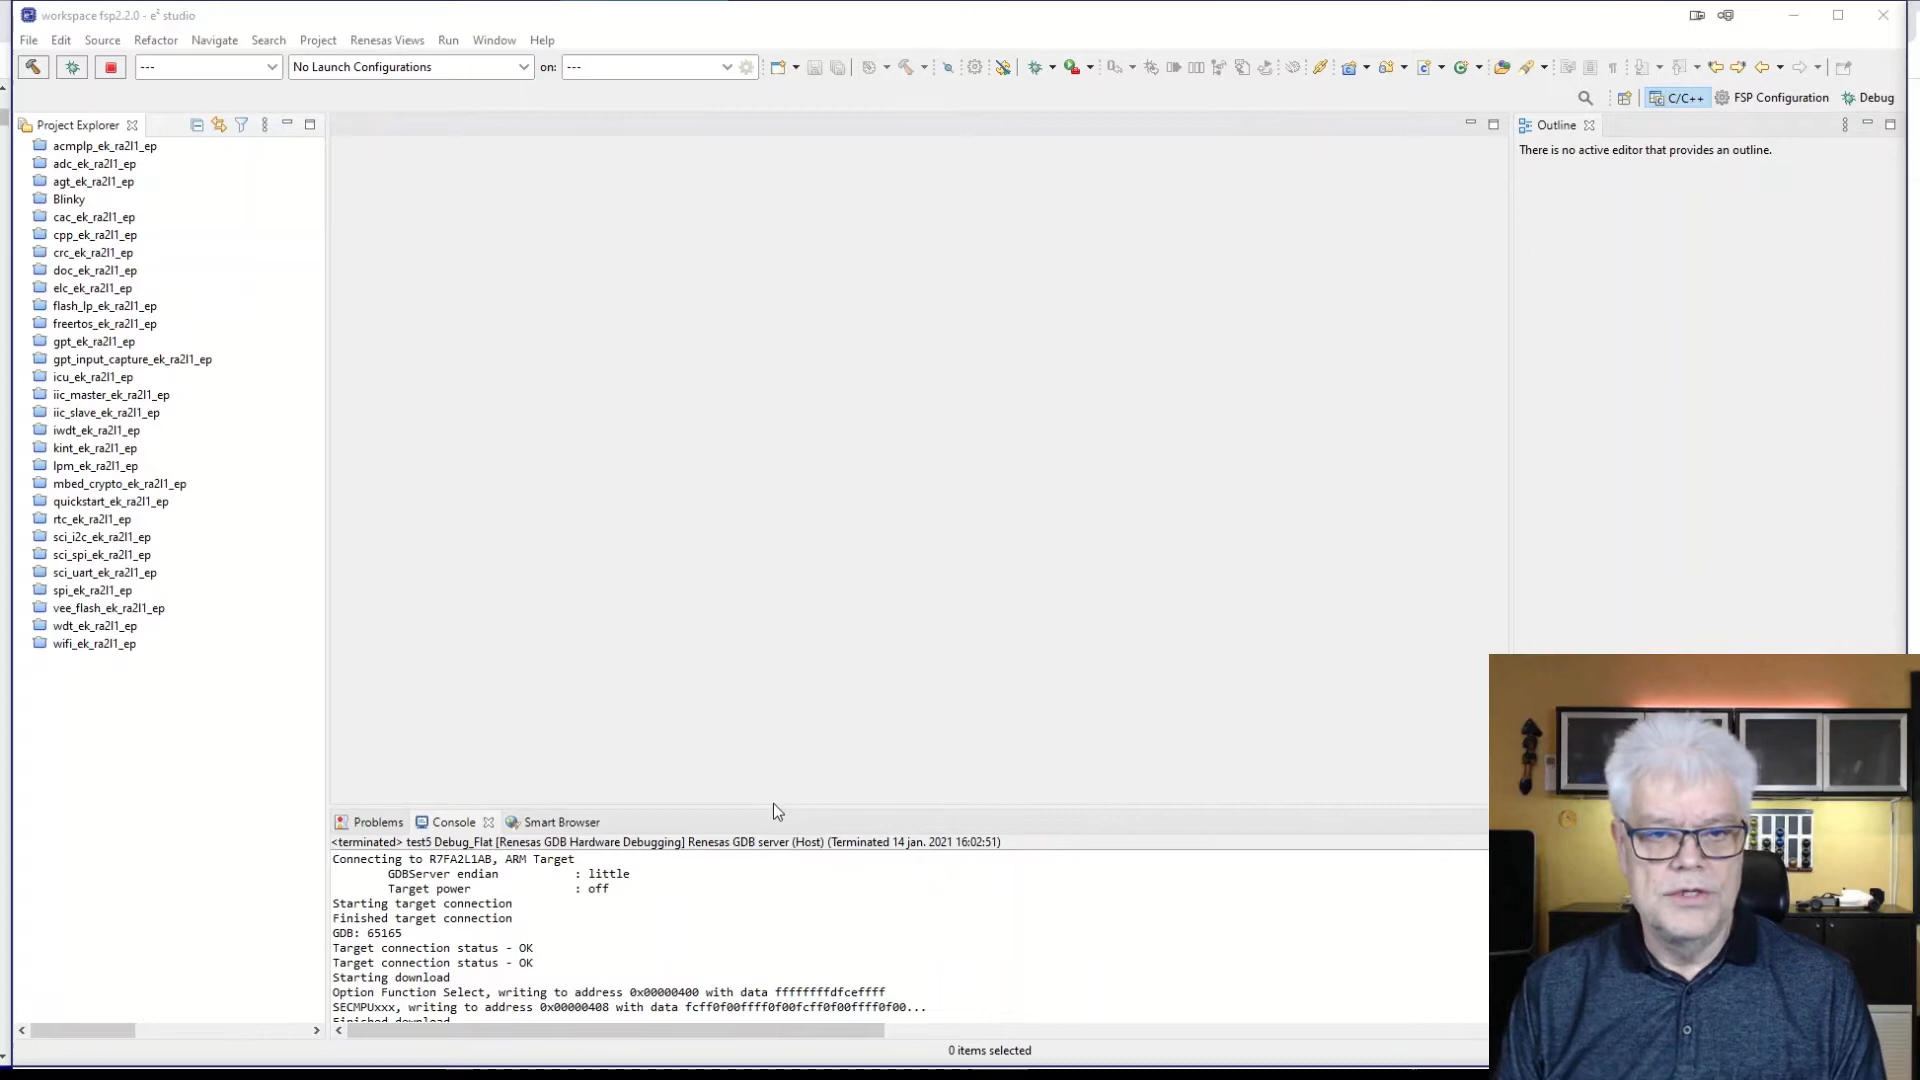 workspace fsp2.2.0 - e² studio
File Edit Source Refactor Navigate Search Project Renesas Views Run Window Help
--- No Launch Configurations on: ---
C/C++ FSP Configuration Debug
Project Explorer
Outline
acmplp_ek_ra2l1_ep
There is no active editor that provides an outline.
adc_ek_ra2l1_ep
agt_ek_ra2l1_ep
Blinky
cac_ek_ra2l1_ep
cpp_ek_ra2l1_ep
crc_ek_ra2l1_ep
doc_ek_ra2l1_ep
elc_ek_ra2l1_ep
flash_lp_ek_ra2l1_ep
freertos_ek_ra2l1_ep
gpt_ek_ra2l1_ep
gpt_input_capture_ek_ra2l1_ep
icu_ek_ra2l1_ep
iic_master_ek_ra2l1_ep
iic_slave_ek_ra2l1_ep
iwdt_ek_ra2l1_ep
kint_ek_ra2l1_ep
lpm_ek_ra2l1_ep
mbed_crypto_ek_ra2l1_ep
quickstart_ek_ra2l1_ep
rtc_ek_ra2l1_ep
sci_i2c_ek_ra2l1_ep
sci_spi_ek_ra2l1_ep
sci_uart_ek_ra2l1_ep
spi_ek_ra2l1_ep
vee_flash_ek_ra2l1_ep
wdt_ek_ra2l1_ep
wifi_ek_ra2l1_ep
Problems Console Smart Browser
<terminated> test5 Debug_Flat [Renesas GDB Hardware Debugging] Renesas GDB server (Host) (Terminated 14 jan. 2021 16:02:51)
Connecting to R7FA2L1AB, ARM Target
GDBServer endian : little
Target power : off
Starting target connection
Finished target connection
GDB: 65165
Target connection status - OK
Target connection status - OK
Starting download
Option Function Select, writing to address 0x00000400 with data ffffffffdfceffff
SECMPUxxx, writing to address 0x00000408 with data fcff0f00ffff0f00fcff0f00ffff0f00...
Finished download
0 items selected